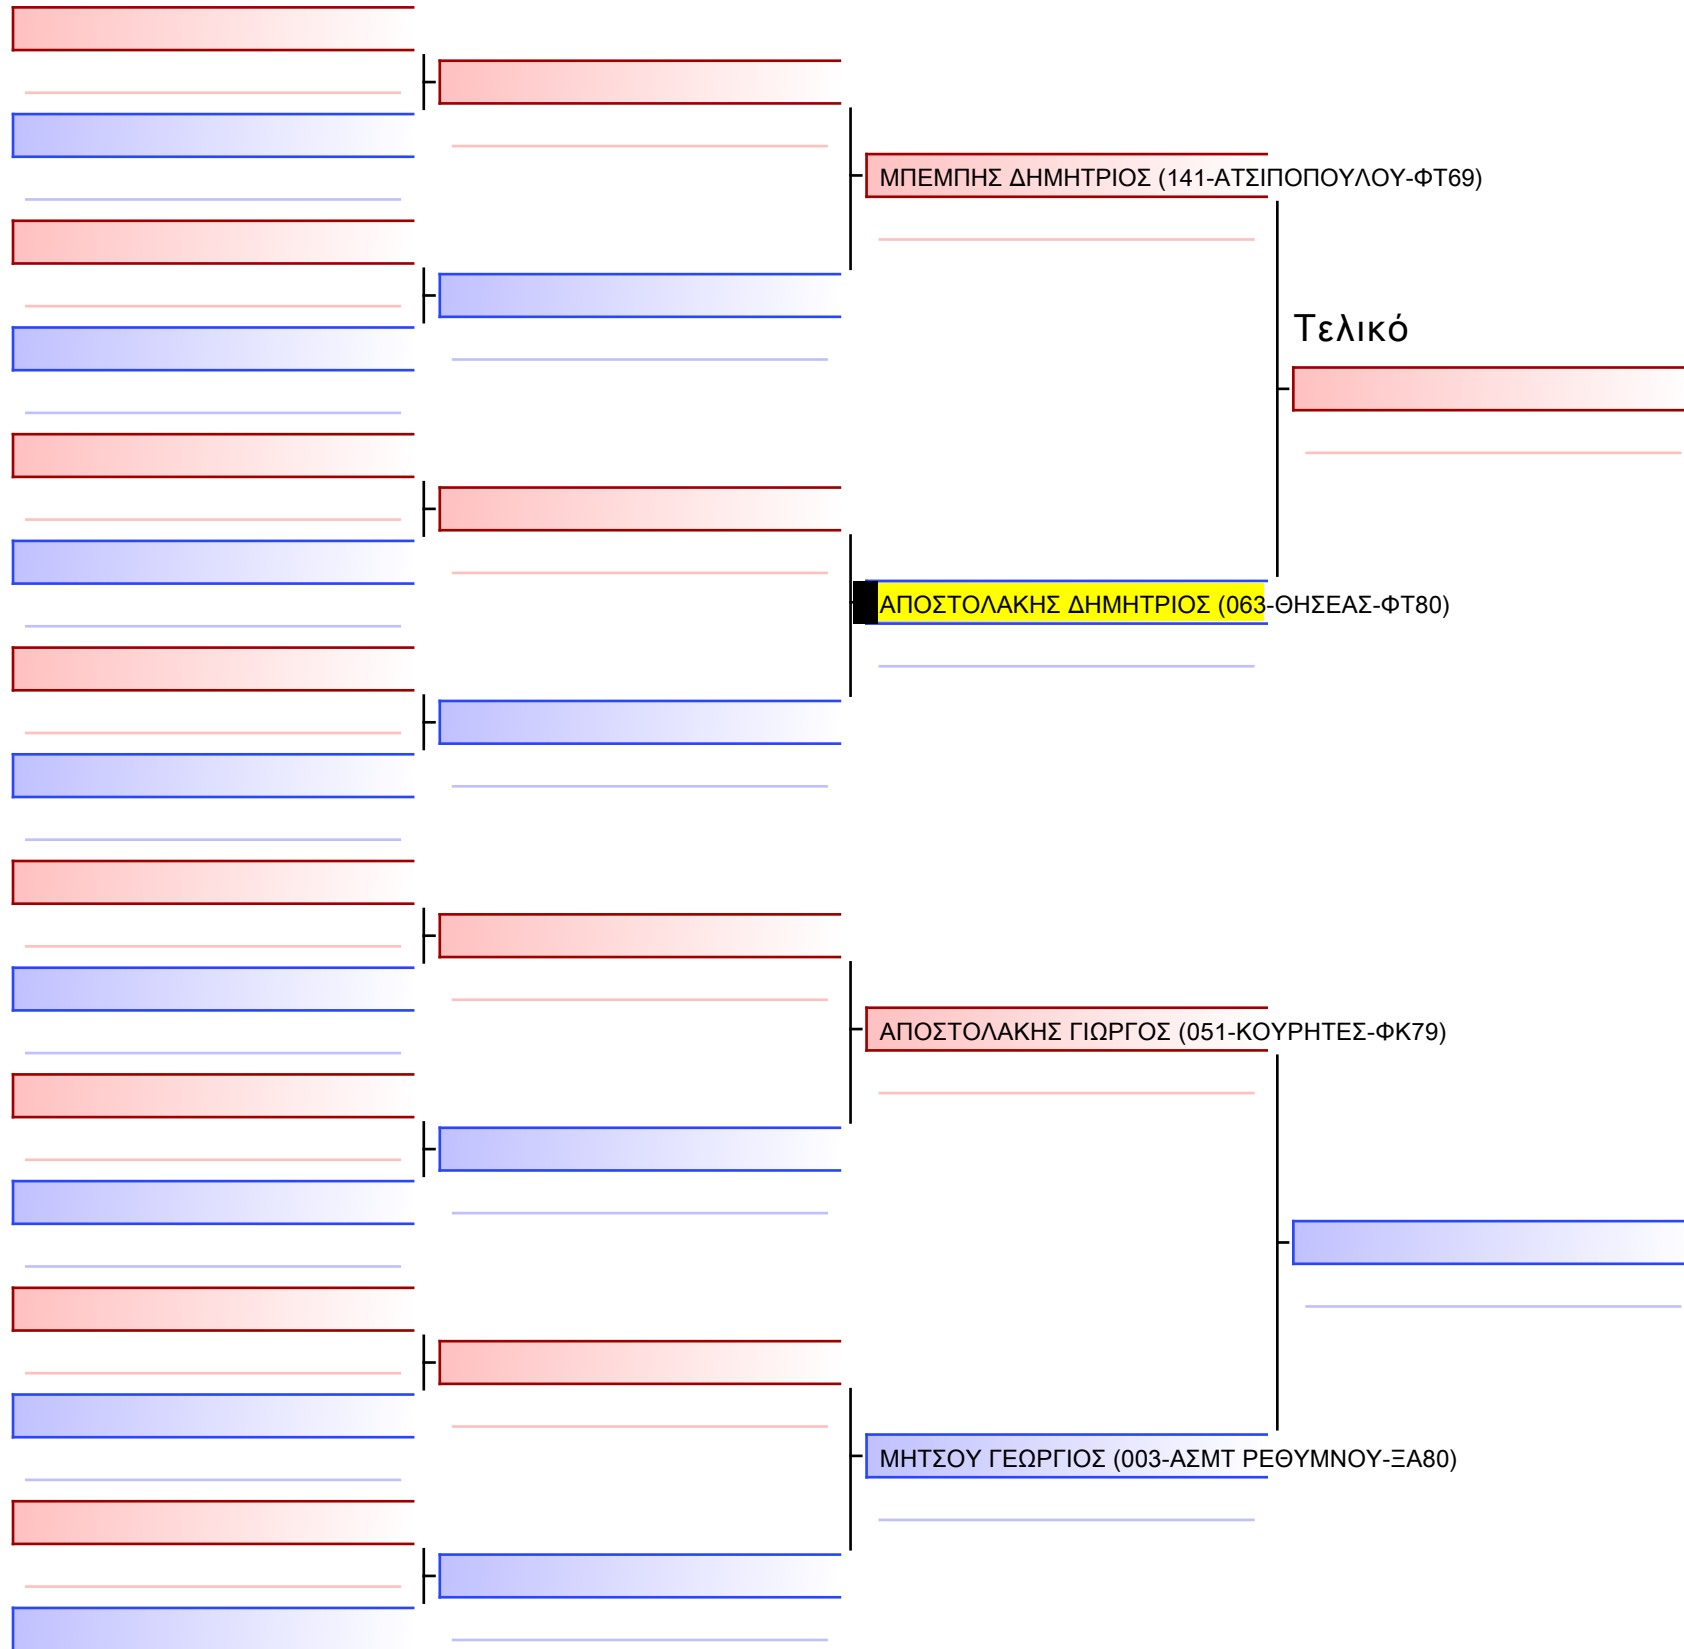 ΜΠΕΜΠΗΣ ΔΗΜΗΤΡΙΟΣ (141-ΑΤΣΙΠΟΠΟΥΛΟΥ-ΦΤ69)
Τελικό
ΑΠΟΣΤΟΛΑΚΗΣ ΔΗΜΗΤΡΙΟΣ (063-ΘΗΣΕΑΣ-ΦΤ80)
ΑΠΟΣΤΟΛΑΚΗΣ ΓΙΩΡΓΟΣ (051-ΚΟΥΡΗΤΕΣ-ΦΚ79)
ΜΗΤΣΟΥ ΓΕΩΡΓΙΟΣ (003-ΑΣΜΤ ΡΕΘΥΜΝΟΥ-ΞΑ80)